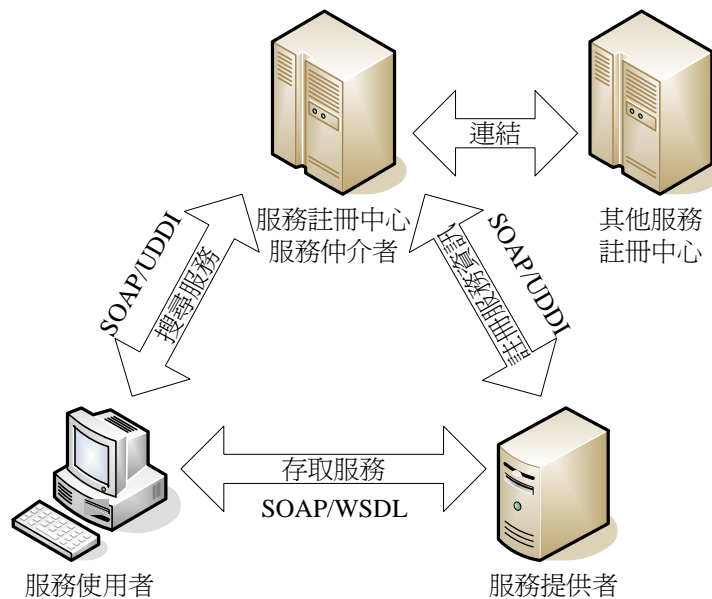 連結
服務註冊中心
服務仲介者
其他服務
註冊中心
SOAP/UDDI
搜尋服務
SOAP/UDDI
註冊服務資訊
存取服務
SOAP/WSDL
服務使用者
服務提供者